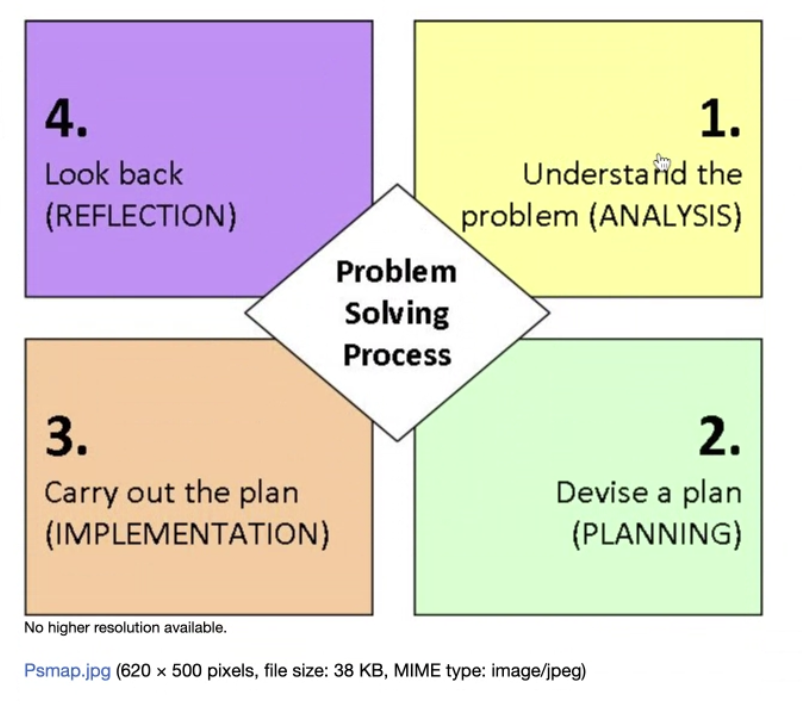 4.
Look back
(REFLECTION)
1.
Understand the
problem (ANALYSIS)
Problem
Solving
Process
3.
Carry out the plan
(IMPLEMENTATION)
2.
Devise a plan
(PLANNING)
No higher resolution available.
Psmap.jpg (620 × 500 pixels, file size: 38 KB, MIME type: image/jpeg)